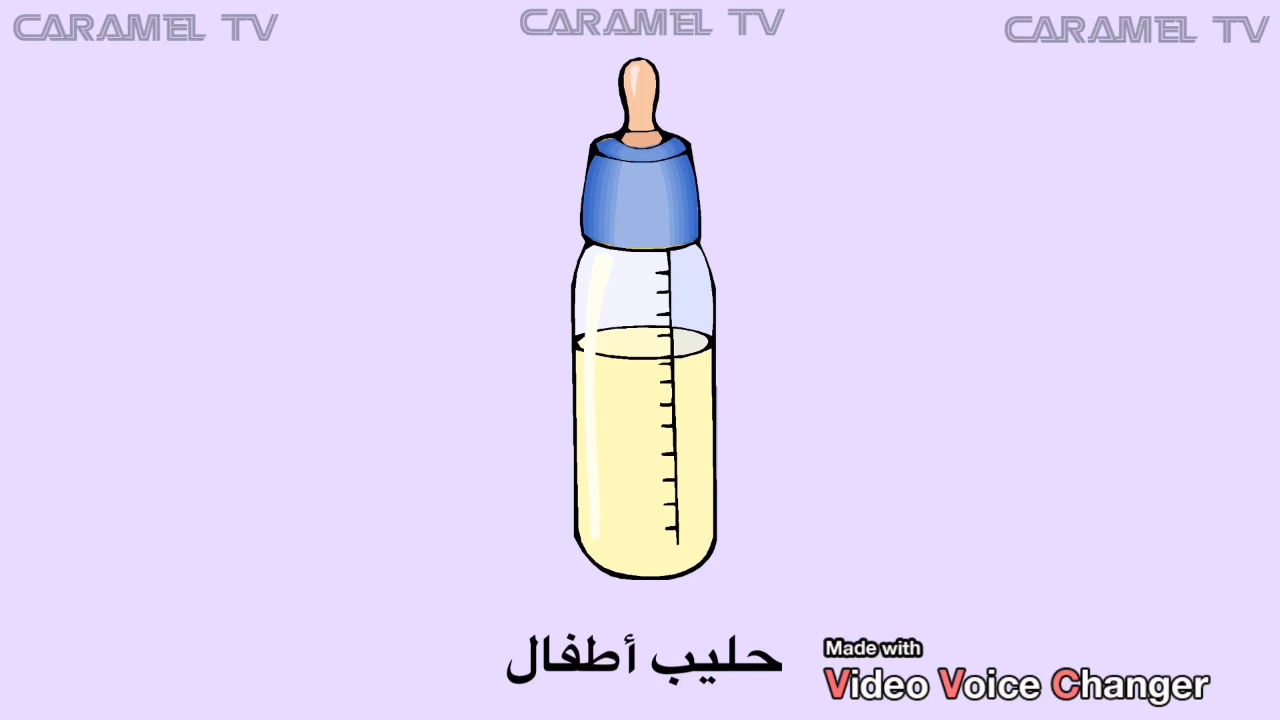 CARAMEL TV
CARAMEL TV
CARAMEL TV
حليب أطفال
Made with
Video Voice Changer